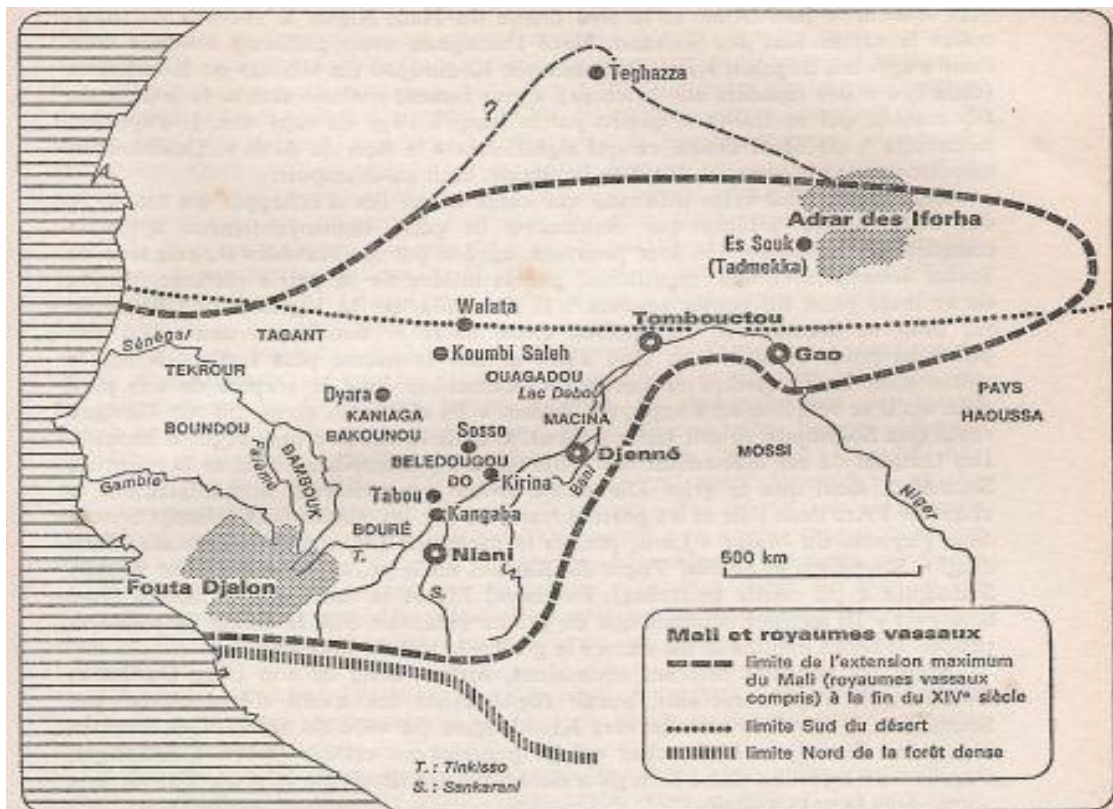 Teghazza
?
Adrar des Iforha
Es Souk
(Tadmekka)
Walata
Tombouctou
Sénégal
TAGANT
Koumbi Saleh
Gao
TEKROUR
OUAGADOU
Lac Debo
Dyara
PAYS
HAOUSSA
KANIAGA
MACINA
BOUNDOU
BAKOUNOU
Sosso
MOSSI
Falémé
BAMBOUK
BELEDOUGOU
Djenné
Bani
DO
Kirina
Gambie
Tabou
Niger
BOURÉ
Kangaba
T.
Niani
500 km
Fouta Djalon
S.
Mali et royaumes vassaux
limite de l'extension maximum
du Mali (royaumes vassaux
compris) à la fin du XIVe siècle
limite Sud du désert
limite Nord de la forêt dense
T. : Tinkisso
S. : Sankarani